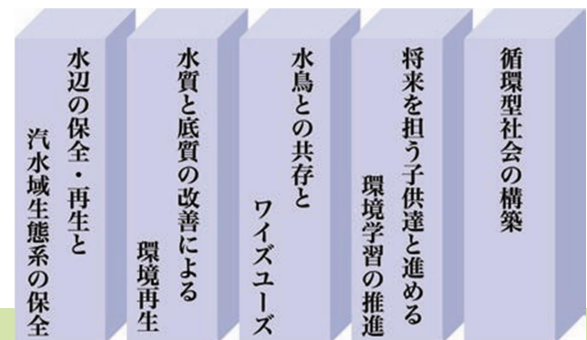 水辺の保全・再生と
汽水域生態系の保全
水質と底質の改善による
環境再生
水鳥との共存と
ワイズユーズ
将来を担う子供達と進める
環境学習の推進
循環型社会の構築